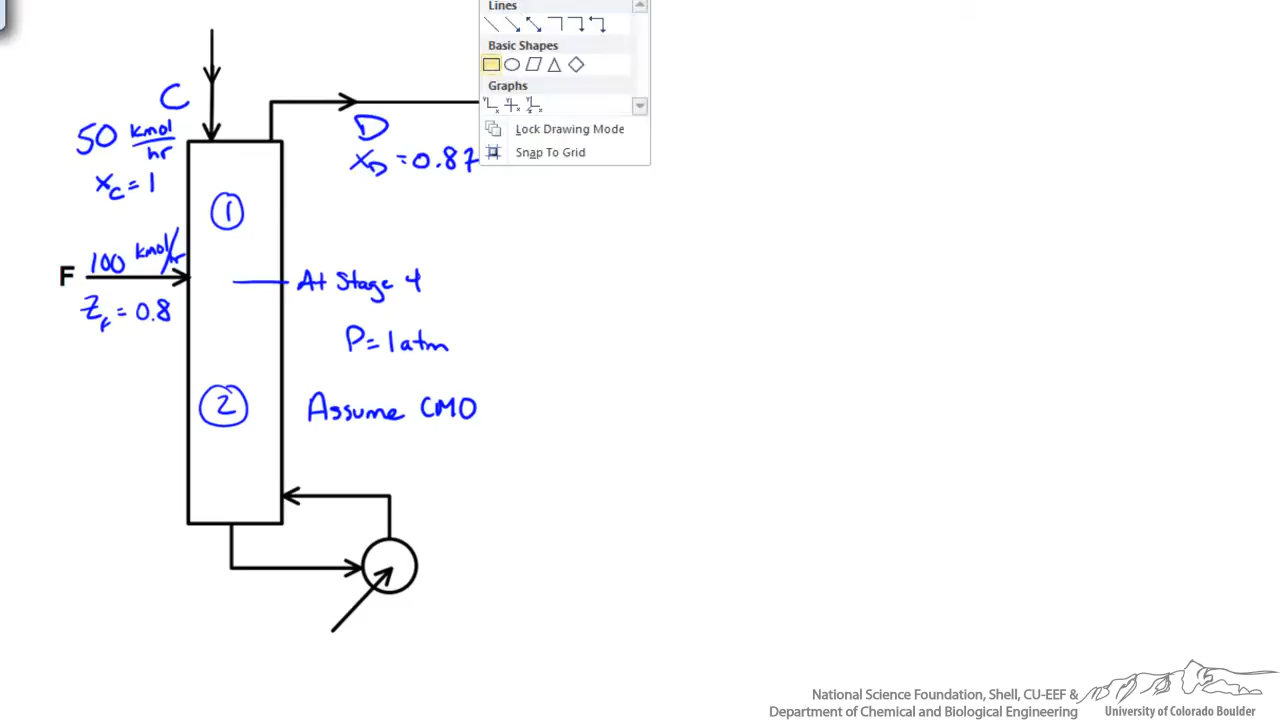 Lines
Basic Shapes
Graphs
Lock Drawing Mode
Snap To Grid
C
50 kmol/hr
x_C = 1
D
x_D = 0.87
1
F 100 kmol/hr
At Stage 4
Z_F = 0.8
P = 1 atm
2
Assume CMO
National Science Foundation, Shell, CU-EEF &
Department of Chemical and Biological Engineering
University of Colorado Boulder